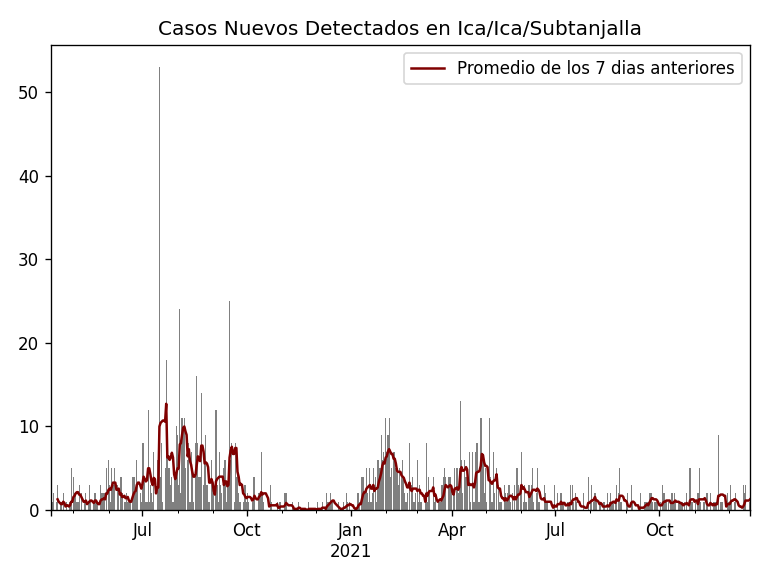 Casos Nuevos Detectados en Ica/Ica/Subtanjalla
Promedio de los 7 dias anteriores
50
40
30
20
10
0
Jul Oct Jan Apr Jul Oct
2021